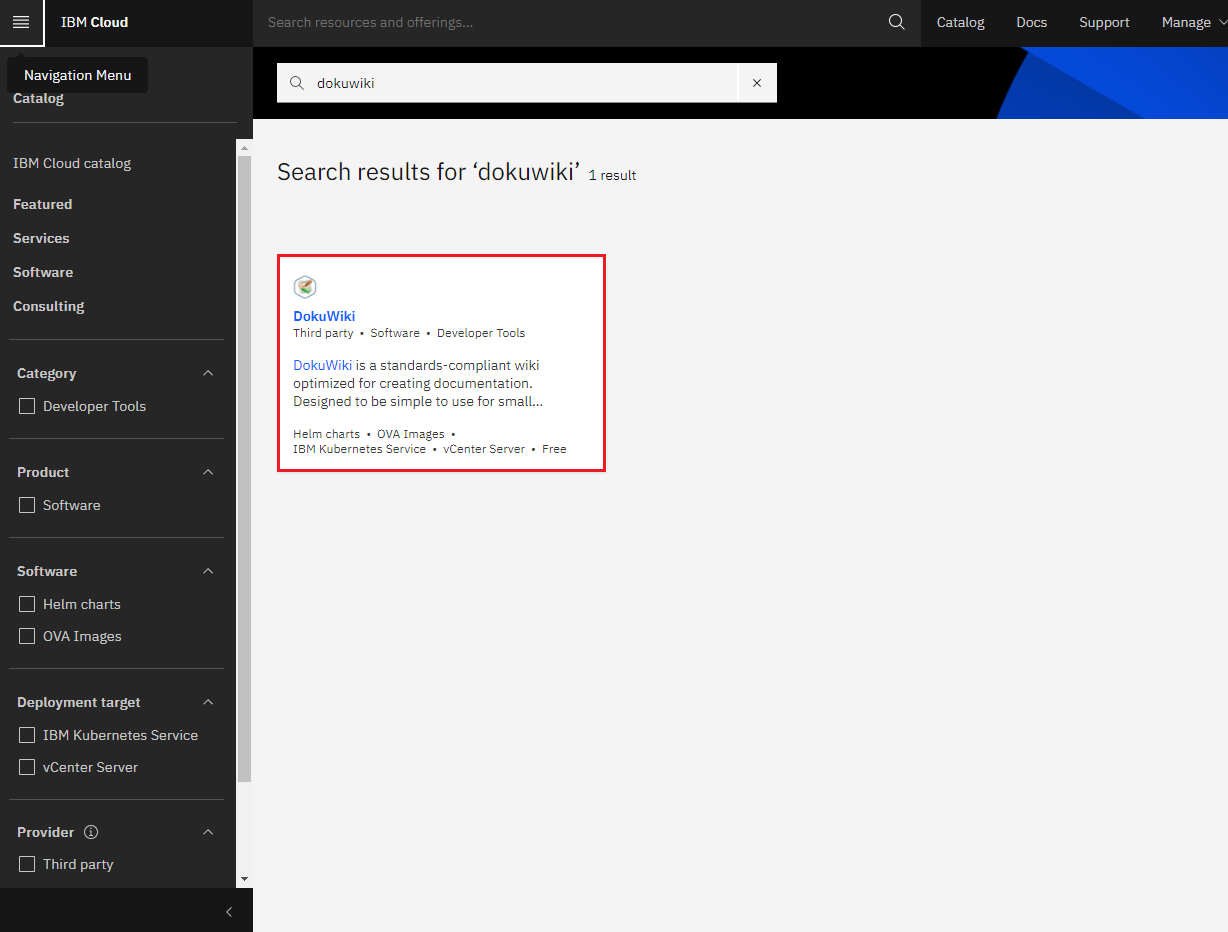 IBM Cloud
Search resources and offerings...
Catalog
Docs
Support
Manage
Navigation Menu
Catalog
IBM Cloud catalog
Featured
Services
Software
Consulting
Category
Developer Tools
Product
Software
Software
Helm charts
OVA Images
Deployment target
IBM Kubernetes Service
vCenter Server
Provider
Third party
dokuwiki
Search results for ‘dokuwiki’ 1 result
DokuWiki
Third party • Software • Developer Tools
DokuWiki is a standards-compliant wiki
optimized for creating documentation.
Designed to be simple to use for small...
Helm charts • OVA Images •
IBM Kubernetes Service • vCenter Server • Free